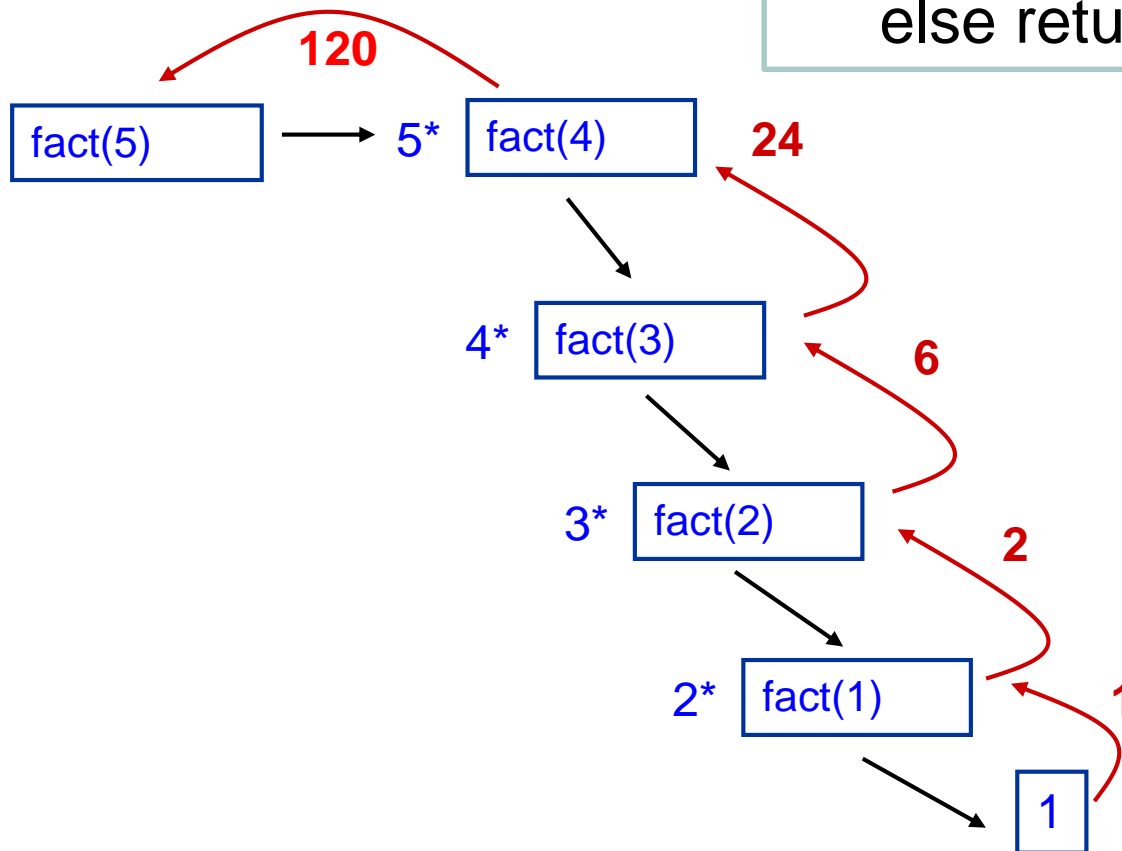 else retu
120
fact(5)
5*
fact(4)
24
4*
fact(3)
6
3*
fact(2)
2
2*
fact(1)
1